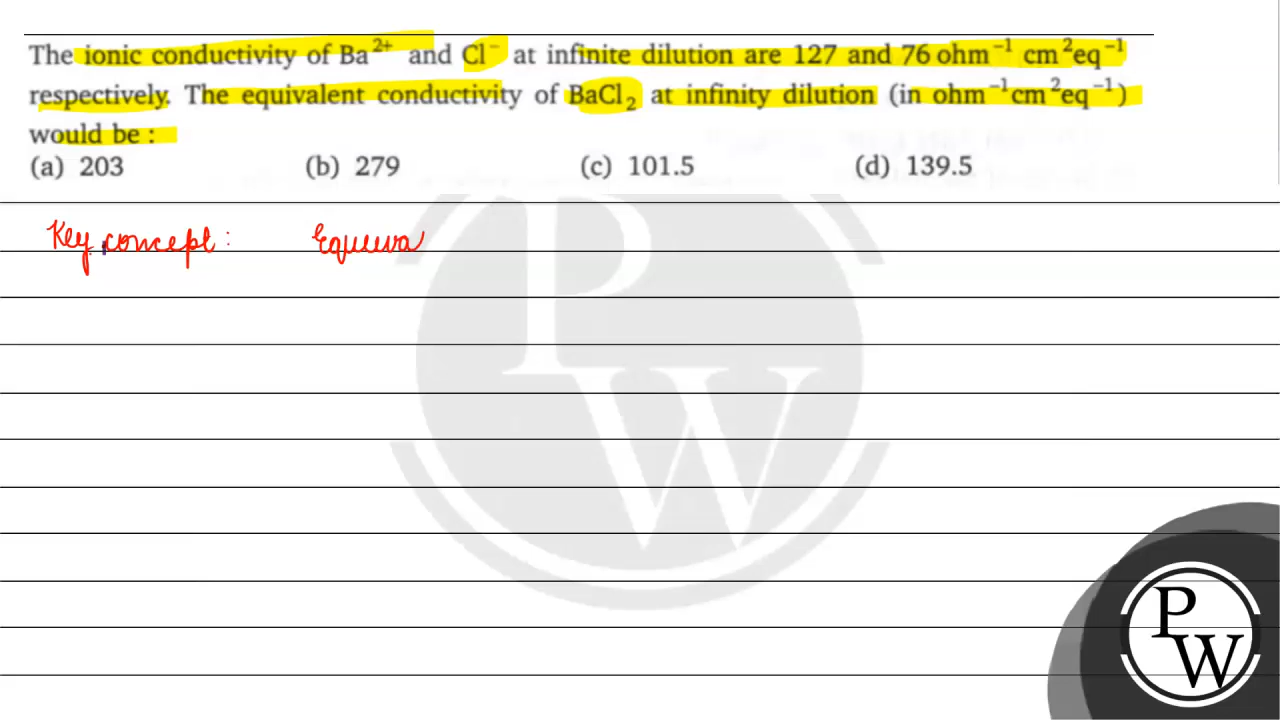 The ionic conductivity of Ba²⁺ and Cl⁻ at infinite dilution are 127 and 76 ohm⁻¹ cm²eq⁻¹
respectively. The equivalent conductivity of BaCl₂ at infinity dilution (in ohm⁻¹cm²eq⁻¹)
would be :
(a) 203 (b) 279 (c) 101.5 (d) 139.5
Key concept: Equiva
PW
PW